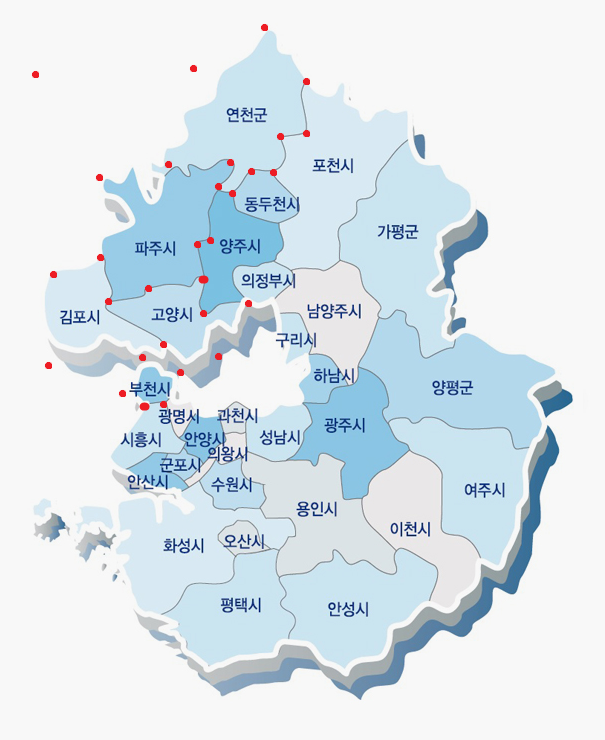 연천군
포천시
동두천시
가평군
파주시
양주시
의정부시
남양주시
김포시
고양시
구리시
하남시
양평군
부천시
광명시
과천시
광주시
시흥시
안양시
성남시
의왕시
군포시
안산시
수원시
여주시
용인시
이천시
화성시
오산시
평택시
안성시